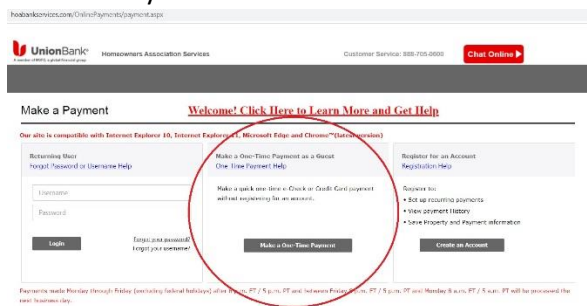 hoabankservices.com/OnlinePayments/payment.aspx
UnionBank®
Homeowners Association Services
Customer Service: 888-705-0600
Chat Online
Make a Payment
Welcome! Click Here to Learn More and Get Help
Our site is compatible with Internet Explorer 10, Internet Explorer 11, Microsoft Edge and Chrome™(latest version)
Returning User
Forgot Password or Username Help
Username
Password
Login
Forgot your password?
Forgot your username?
Make a One-Time Payment as a Guest
One Time Payment Help
Make a quick one-time e-Check or Credit Card payment
without registering for an account.
Make a One-Time Payment
Register for an Account
Registration Help
Register to:
• Set up recurring payments
• View payment History
• Save Property and Payment information
Create an Account
Payments made Monday through Friday (excluding federal holidays) after 8 p.m. ET / 5 p.m. PT and between Friday 8 p.m. ET / 5 p.m. PT and Monday 8 a.m. ET / 5 a.m. PT will be processed the
next business day.